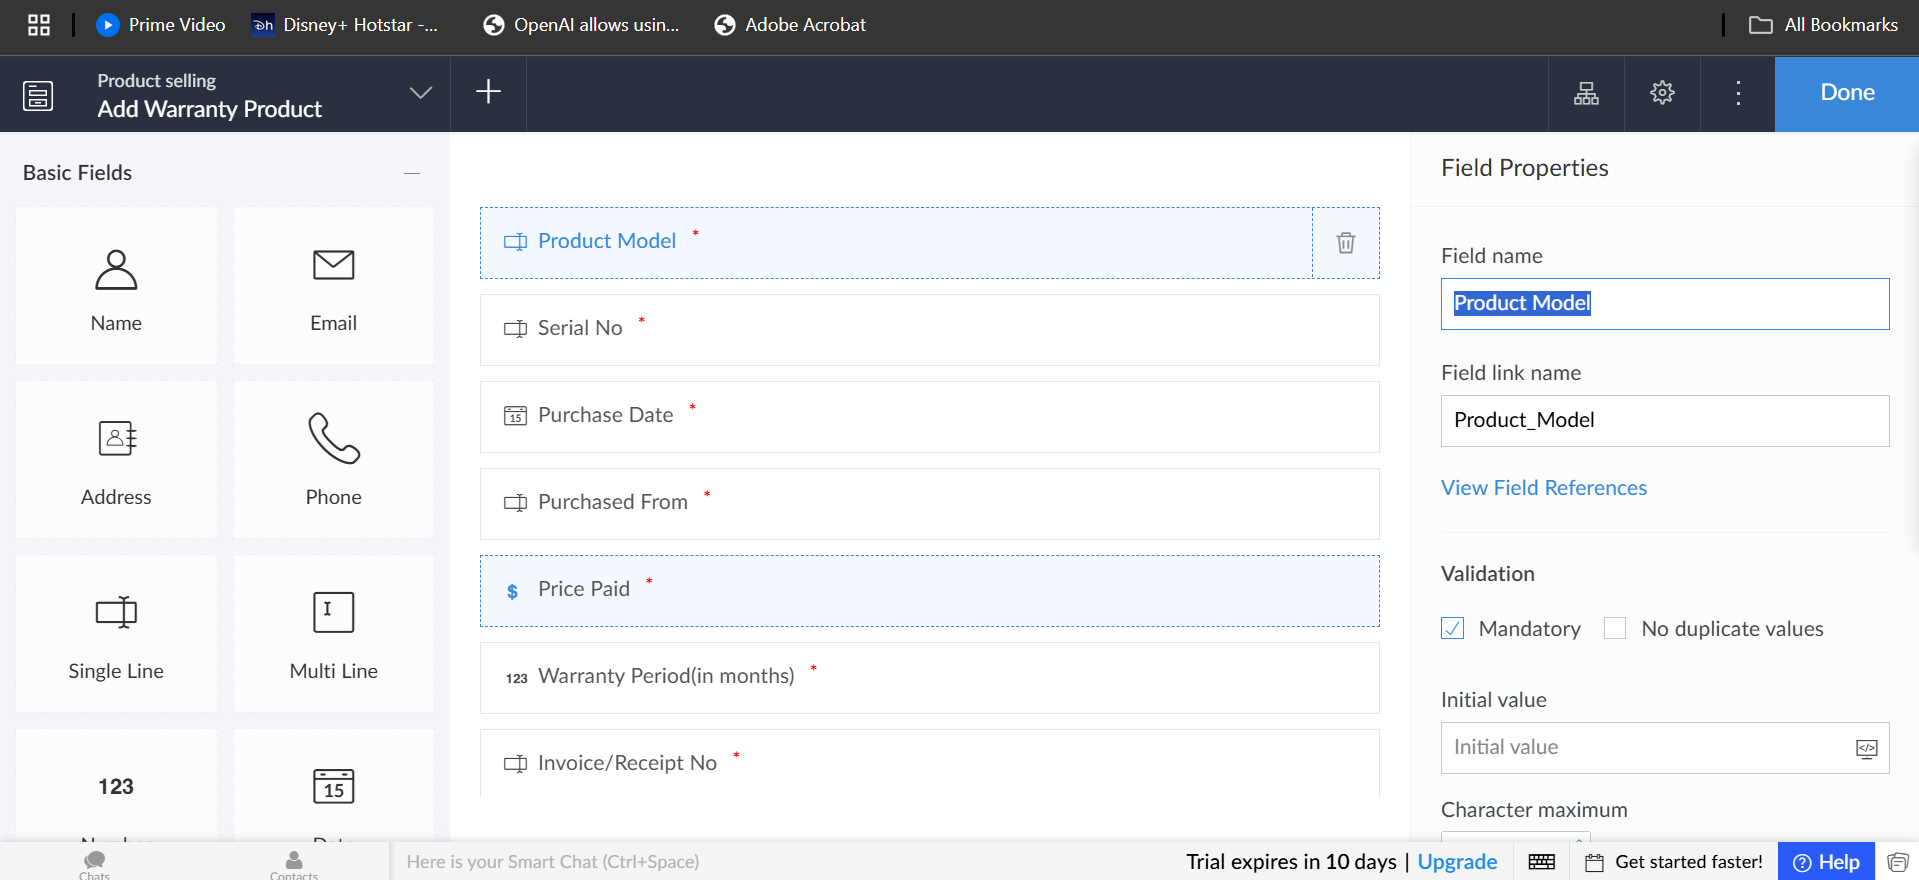 Prime Video
Disney+ Hotstar -...
OpenAI allows usin...
Adobe Acrobat
All Bookmarks
Product selling
Add Warranty Product
Done
Basic Fields
Name
Email
Address
Phone
Single Line
Multi Line
123
15
Product Model *
Serial No *
15 Purchase Date *
Purchased From *
$ Price Paid *
123 Warranty Period(in months) *
Invoice/Receipt No *
Field Properties
Field name
Product Model
Field link name
Product_Model
View Field References
Validation
Mandatory
No duplicate values
Initial value
Initial value
Character maximum
Chats
Contacts
Here is your Smart Chat (Ctrl+Space)
Trial expires in 10 days | Upgrade
Get started faster!
? Help